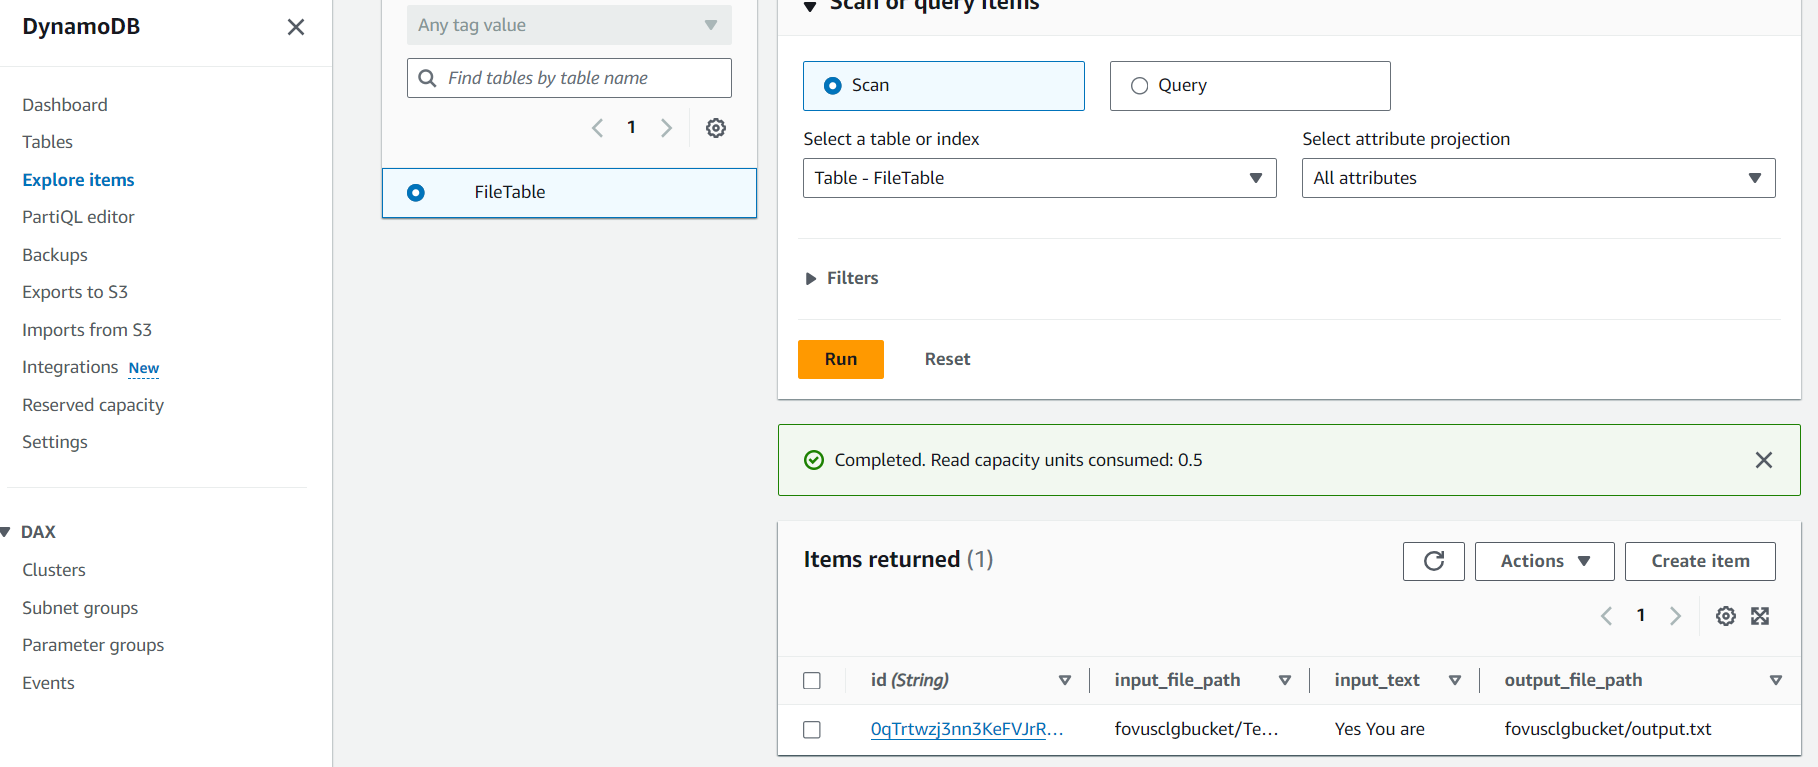 DynamoDB
Dashboard
Tables
Explore items
PartiQL editor
Backups
Exports to S3
Imports from S3
Integrations New
Reserved capacity
Settings
DAX
Clusters
Subnet groups
Parameter groups
Events
Any tag value
Find tables by table name
1
FileTable
Scan or query items
Scan
Query
Select a table or index
Select attribute projection
Table - FileTable
All attributes
Filters
Run
Reset
Completed. Read capacity units consumed: 0.5
Items returned (1)
Actions
Create item
1
id (String)
input_file_path
input_text
output_file_path
0qTrtwzj3nn3KeFVJrR...
fovusclgbucket/Te...
Yes You are
fovusclgbucket/output.txt